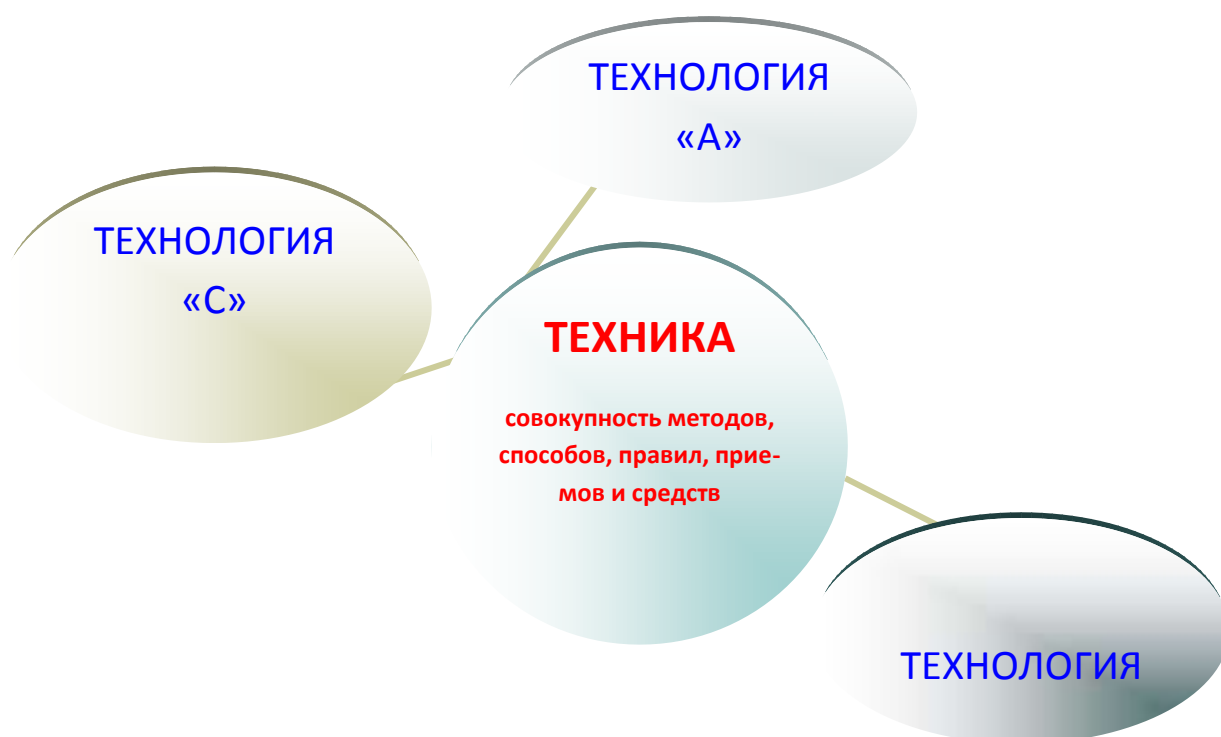 ТЕХНОЛОГИЯ
«А»
ТЕХНОЛОГИЯ
«С»
ТЕХНИКА
совокупность методов,
способов, правил, прие-
мов и средств
ТЕХНОЛОГИЯ